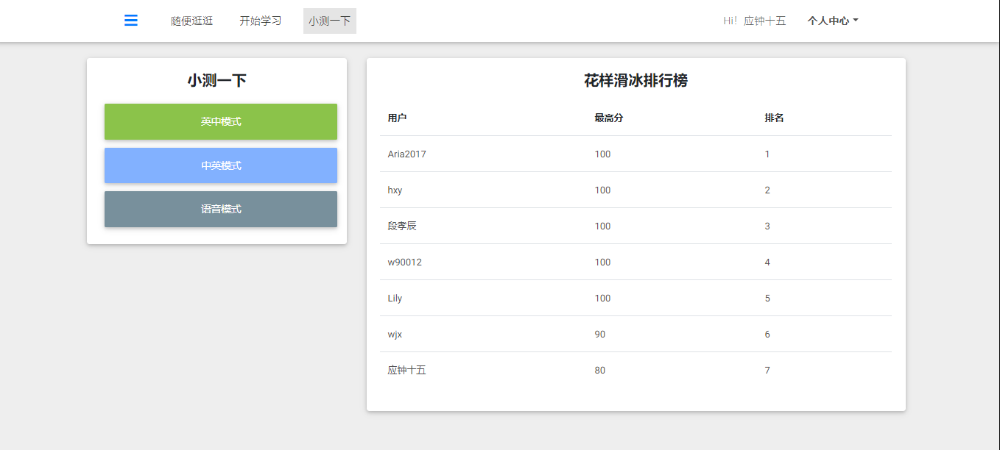 随便逛逛 开始学习 小测一下 Hi! 应钟十五 个人中心
小测一下
英中模式
中英模式
语音模式
花样滑冰排行榜
用户 最高分 排名
Aria2017 100 1
hxy 100 2
段孝辰 100 3
w90012 100 4
Lily 100 5
wjx 90 6
应钟十五 80 7